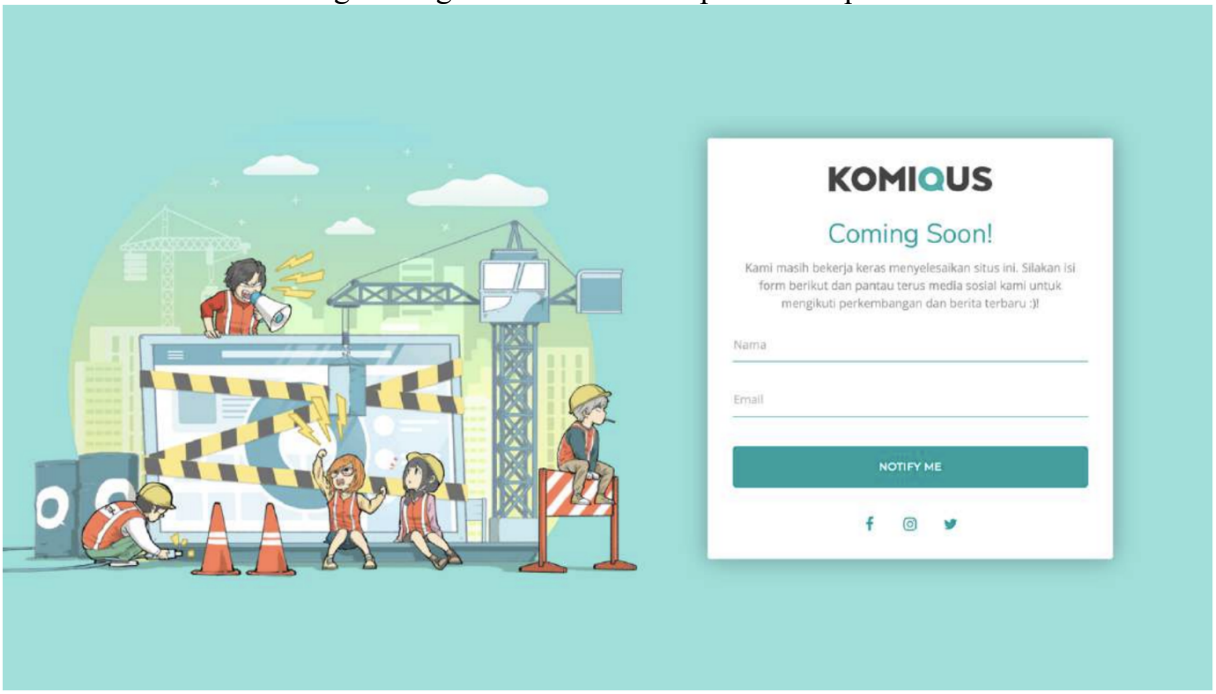 KOMIQUS
Coming Soon!
Kami masih bekerja keras menyelesaikan situs ini. Silakan isi
form berikut dan pantau terus media sosial kami untuk
mengikuti perkembangan dan berita terbaru :)!
Nama
Email
NOTIFY ME